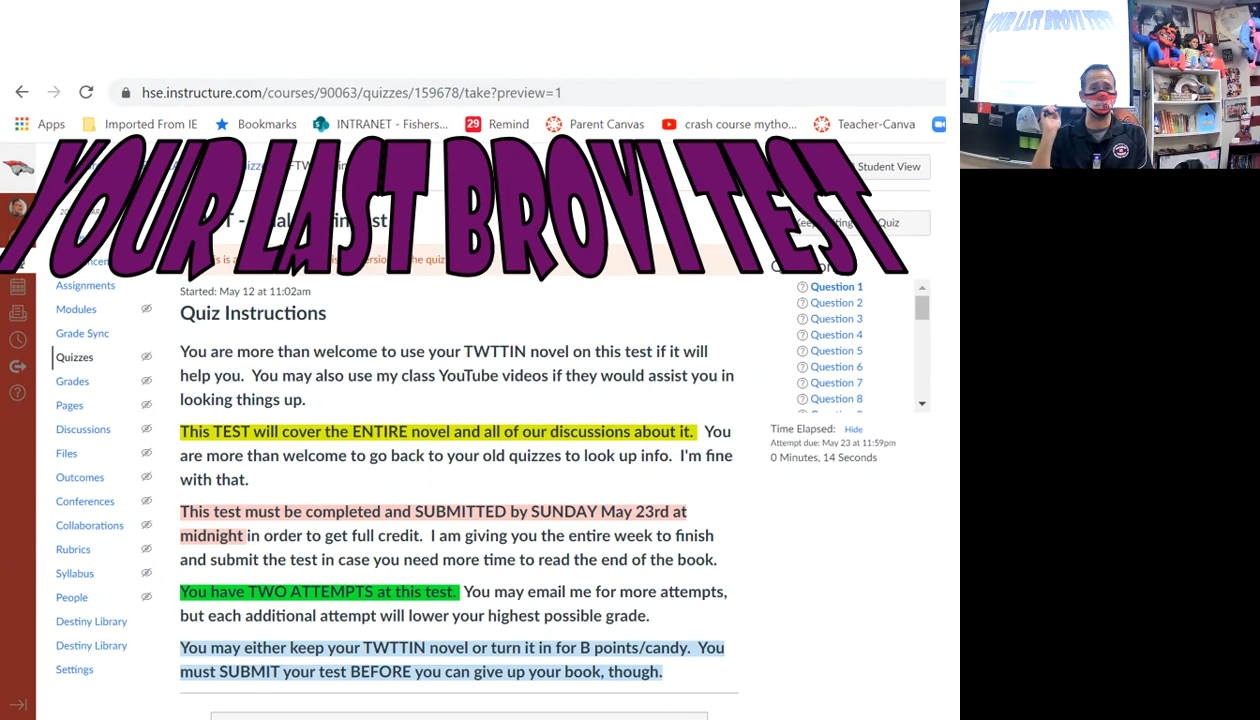 hse.instructure.com/courses/90063/quizzes/159678/take?preview=1
Apps Imported From IE Bookmarks INTRANET - Fishers... 29 Remind Parent Canvas crash course mytho... Teacher-Canva
YOUR LAST BROVI TEST
YOUR LAST BROVI TEST
Student View
Quiz
Started: May 12 at 11:02am
Quiz Instructions
You are more than welcome to use your TWTTIN novel on this test if it will
help you. You may also use my class YouTube videos if they would assist you in
looking things up.
This TEST will cover the ENTIRE novel and all of our discussions about it. You
are more than welcome to go back to your old quizzes to look up info. I'm fine
with that.
This test must be completed and SUBMITTED by SUNDAY May 23rd at
midnight in order to get full credit. I am giving you the entire week to finish
and submit the test in case you need more time to read the end of the book.
You have TWO ATTEMPTS at this test. You may email me for more attempts,
but each additional attempt will lower your highest possible grade.
You may either keep your TWTTIN novel or turn it in for B points/candy. You
must SUBMIT your test BEFORE you can give up your book, though.
Assignments
Modules
Grade Sync
Quizzes
Grades
Pages
Discussions
Files
Outcomes
Conferences
Collaborations
Rubrics
Syllabus
People
Destiny Library
Destiny Library
Settings
Question 1
Question 2
Question 3
Question 4
Question 5
Question 6
Question 7
Question 8
Time Elapsed: Hide
Attempt due: May 23 at 11:59pm
0 Minutes, 14 Seconds